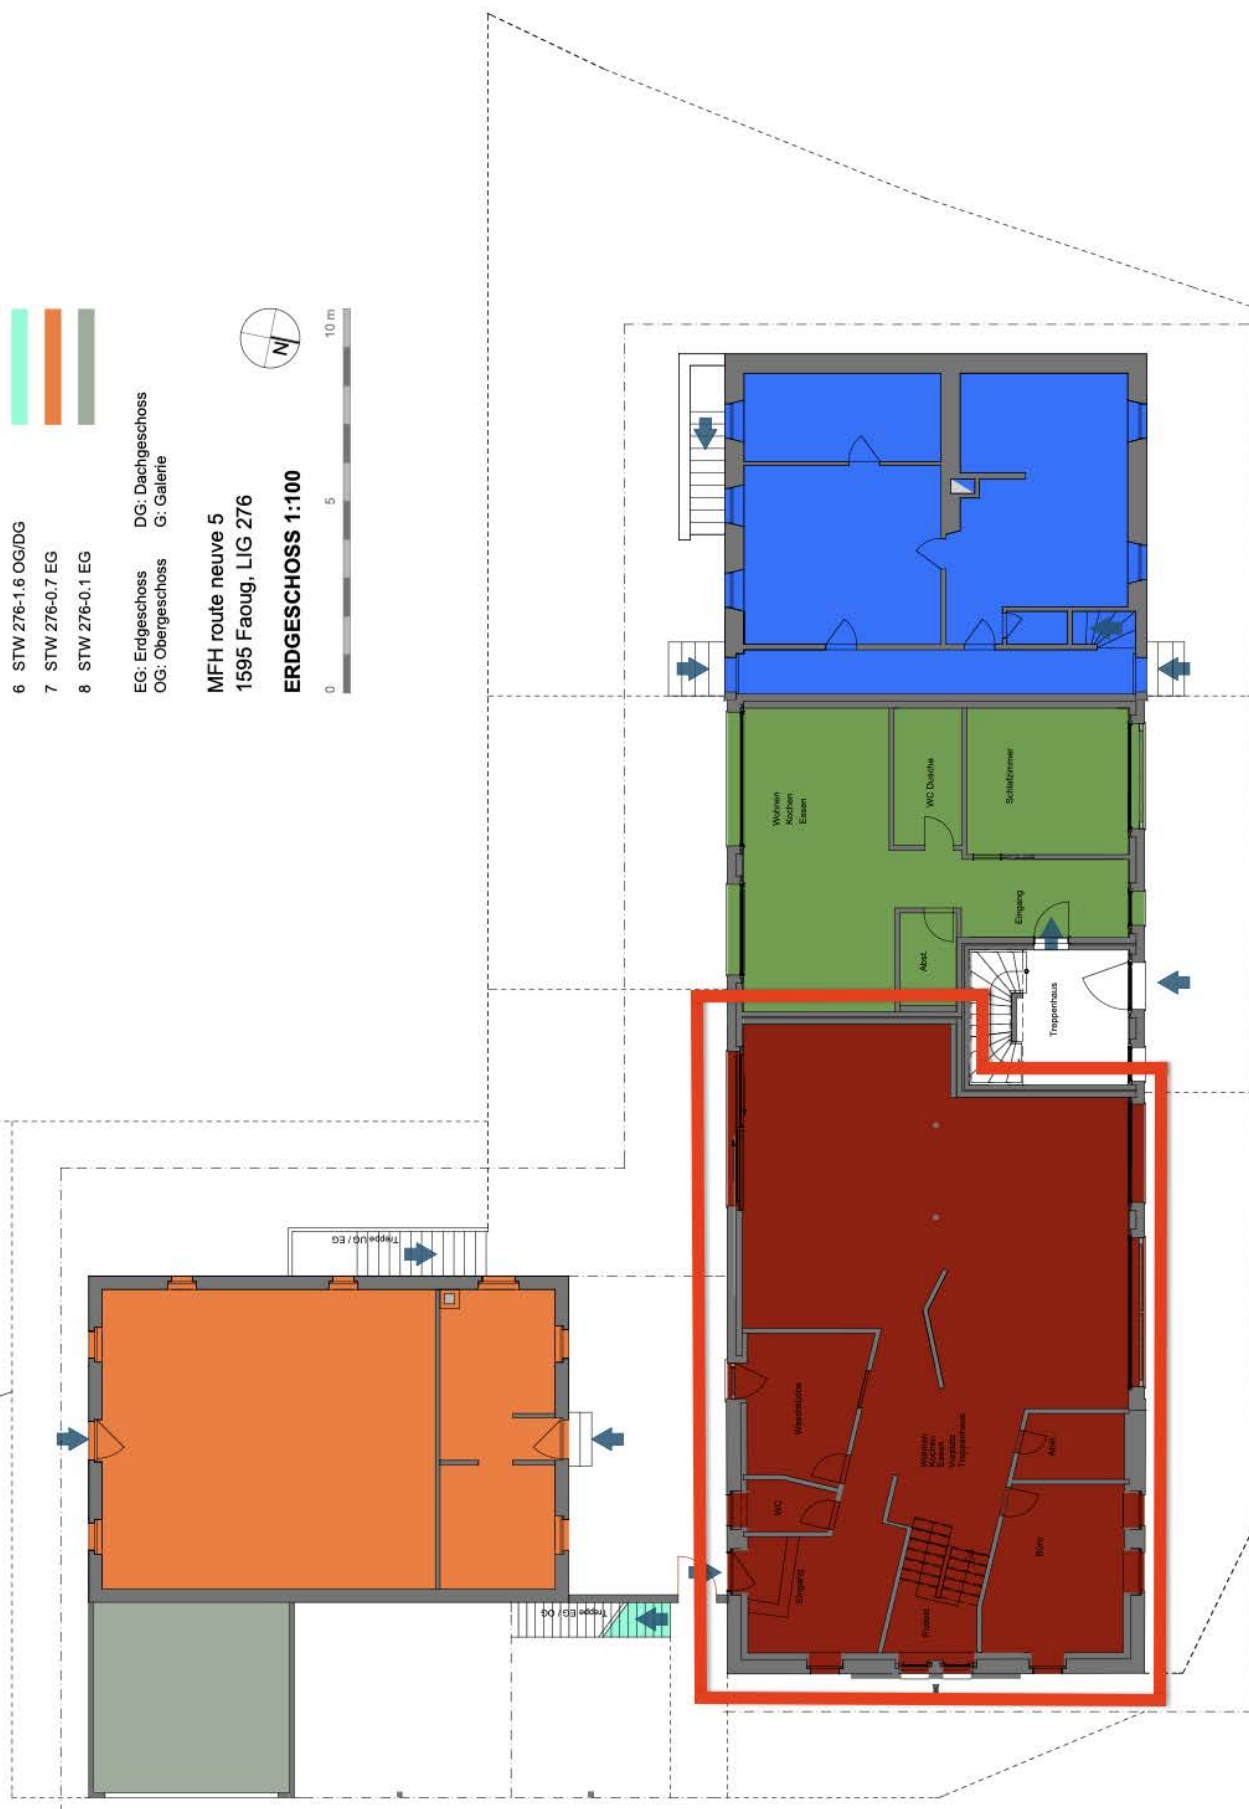 6 STW 276-1.6 OG/DG
7 STW 276-0.7 EG
8 STW 276-0.1 EG
EG: Erdgeschoss DG: Dachgeschoss
OG: Obergeschoss G: Galerie
MFH route neuve 5
1595 Faoug, LIG 276
N
ERDGESCHOSS 1:100
0 5 10 m
Wohnen
Kochen
Essen
WC Dusche
Schlafzimmer
Abst.
Eingang
Treppenhaus
Treppe UG / EG
Treppe EG / OG
Waschküche
WC
Eingang
Wohnen
Kochen
Essen
Vorplatz
Treppenhaus
Abst.
Büro
Podest